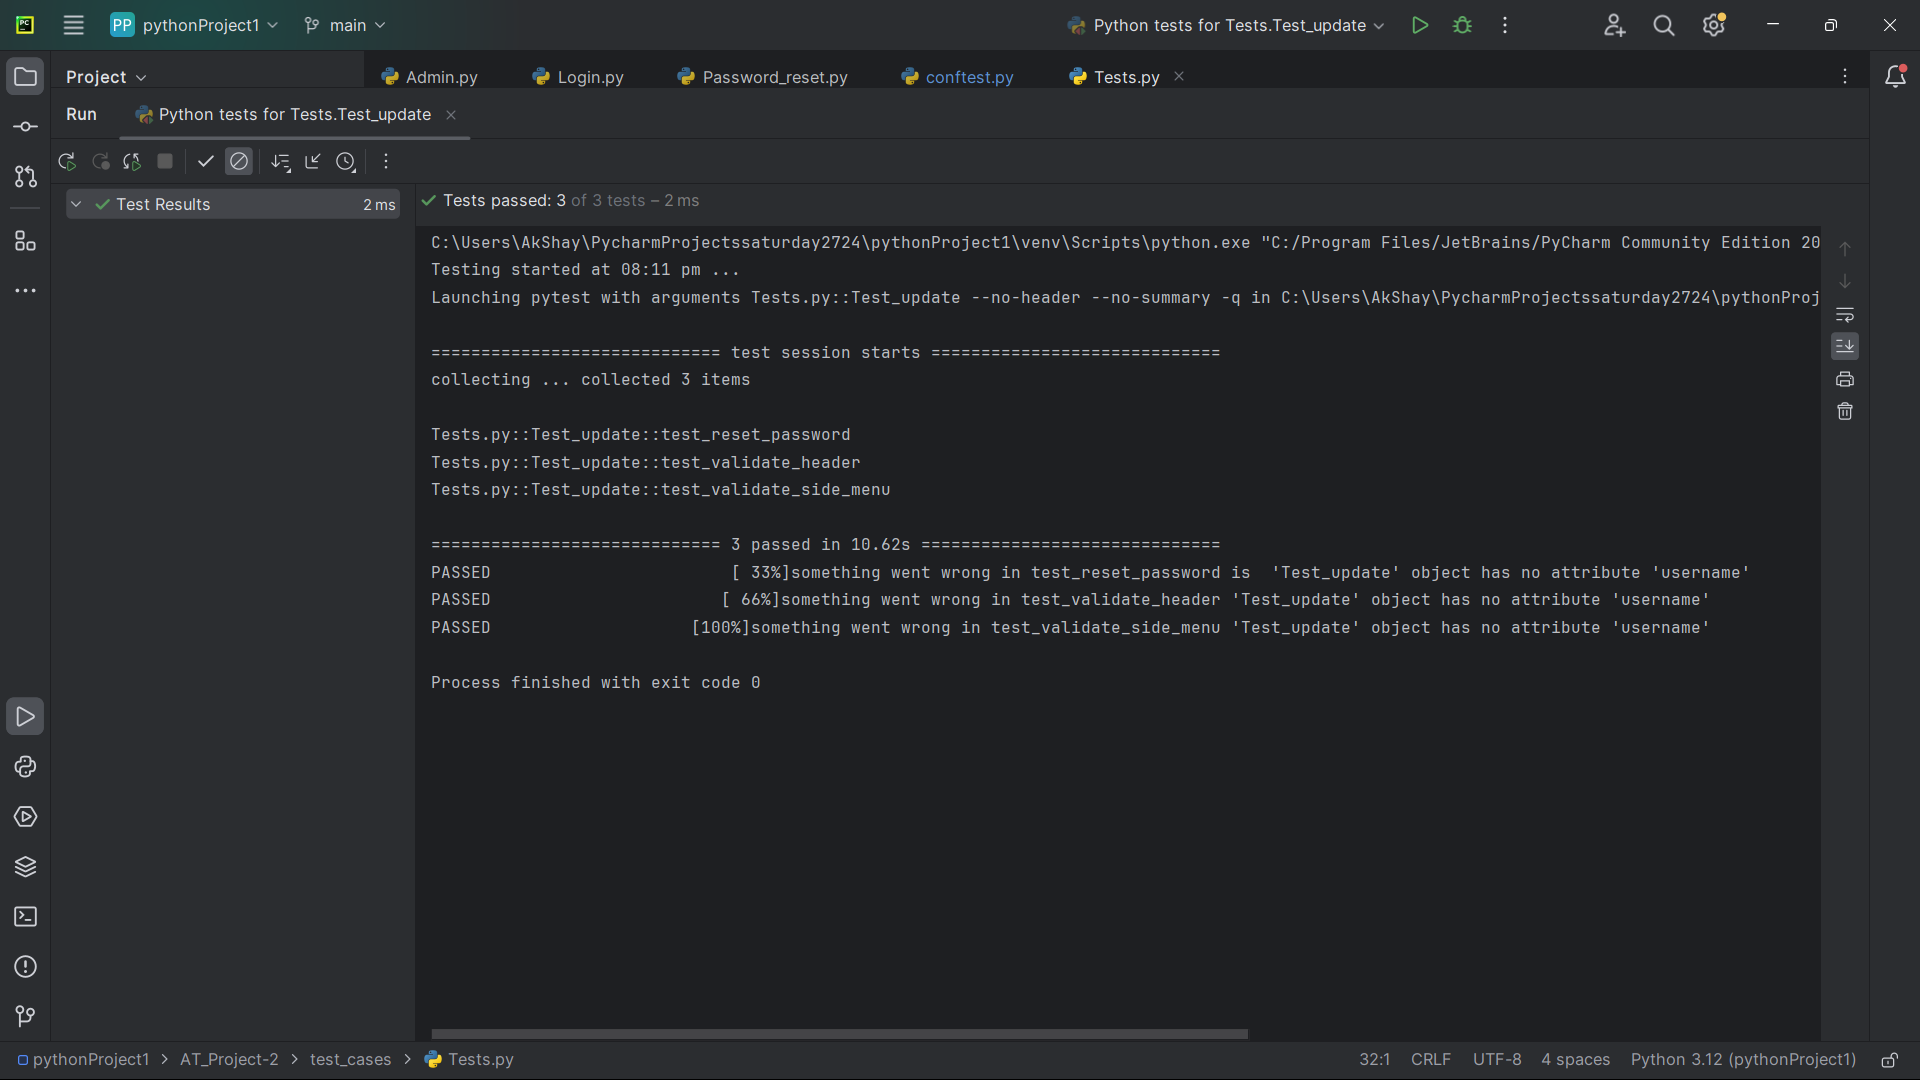 PC
PP pythonProject1 main Python tests for Tests.Test_update
Project Admin.py Login.py Password_reset.py conftest.py Tests.py
Run Python tests for Tests.Test_update
Test Results 2 ms
Tests passed: 3 of 3 tests – 2 ms
C:\Users\AkShay\PycharmProjectssaturday2724\pythonProject1\venv\Scripts\python.exe "C:/Program Files/JetBrains/PyCharm Community Edition 20
Testing started at 08:11 pm ...
Launching pytest with arguments Tests.py::Test_update --no-header --no-summary -q in C:\Users\AkShay\PycharmProjectssaturday2724\pythonProj
============================= test session starts =============================
collecting ... collected 3 items
Tests.py::Test_update::test_reset_password
Tests.py::Test_update::test_validate_header
Tests.py::Test_update::test_validate_side_menu
============================= 3 passed in 10.62s ==============================
PASSED [ 33%]something went wrong in test_reset_password is  'Test_update' object has no attribute 'username'
PASSED [ 66%]something went wrong in test_validate_header 'Test_update' object has no attribute 'username'
PASSED [100%]something went wrong in test_validate_side_menu 'Test_update' object has no attribute 'username'
Process finished with exit code 0
pythonProject1 > AT_Project-2 > test_cases > Tests.py 32:1 CRLF UTF-8 4 spaces Python 3.12 (pythonProject1)